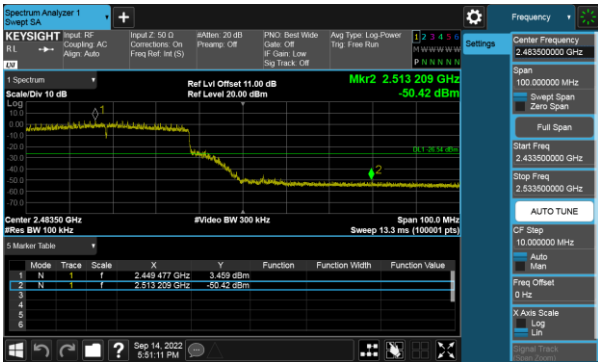 Spectrum Analyzer 1
Swept SA
+
Frequency
KEYSIGHT
Input: RF
Input Z: 50 Ω
#Atten: 20 dB
PNO: Best Wide
Avg Type: Log-Power
1 2 3 4 5 6
RL
Coupling: AC
Corrections: On
Preamp: Off
Gate: Off
Trig: Free Run
M W W W W W
Align: Auto
Freq Ref: Int (S)
IF Gain: Low
P N N N N N
Sig Track: Off
LXI
Settings
1 Spectrum
Scale/Div 10 dB
Ref Lvl Offset 11.00 dB
Ref Level 20.00 dBm
Mkr2 2.513 209 GHz
-50.42 dBm
Log
10.0
0.00
-10.0
-20.0
-30.0
-40.0
-50.0
-60.0
-70.0
1
DL1 -26.54 dBm
2
Center 2.48350 GHz
#Video BW 300 kHz
Span 100.0 MHz
#Res BW 100 kHz
Sweep 13.3 ms (100001 pts)
5 Marker Table
Mode Trace Scale X Y Function Function Width Function Value
1 N 1 f 2.449 477 GHz 3.459 dBm
2 N 1 f 2.513 209 GHz -50.42 dBm
3
4
5
6
?
Sep 14, 2022
5:51:11 PM
Center Frequency
2.483500000 GHz
Span
100.000000 MHz
Swept Span
Zero Span
Full Span
Start Freq
2.433500000 GHz
Stop Freq
2.533500000 GHz
AUTO TUNE
CF Step
10.000000 MHz
Auto
Man
Freq Offset
0 Hz
X Axis Scale
Log
Lin
Signal Track
(Span Zoom)